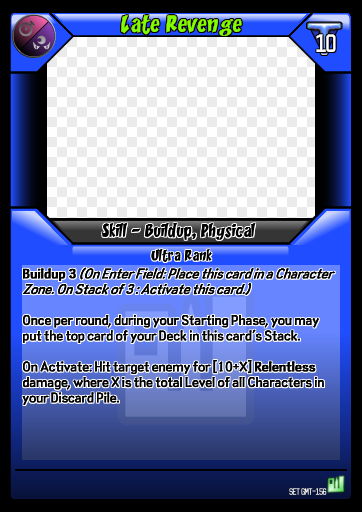 Late Revenge
10
Skill - Buildup, Physical
Ultra Rank
Buildup 3 (On Enter Field: Place this card in a Character
Zone. On Stack of 3 : Activate this card.)
Once per round, during your Starting Phase, you may
put the top card of your Deck in this card's Stack.
On Activate: Hit target enemy for [10+X] Relentless
damage, where X is the total Level of all Characters in
your Discard Pile.
SET GMT-156